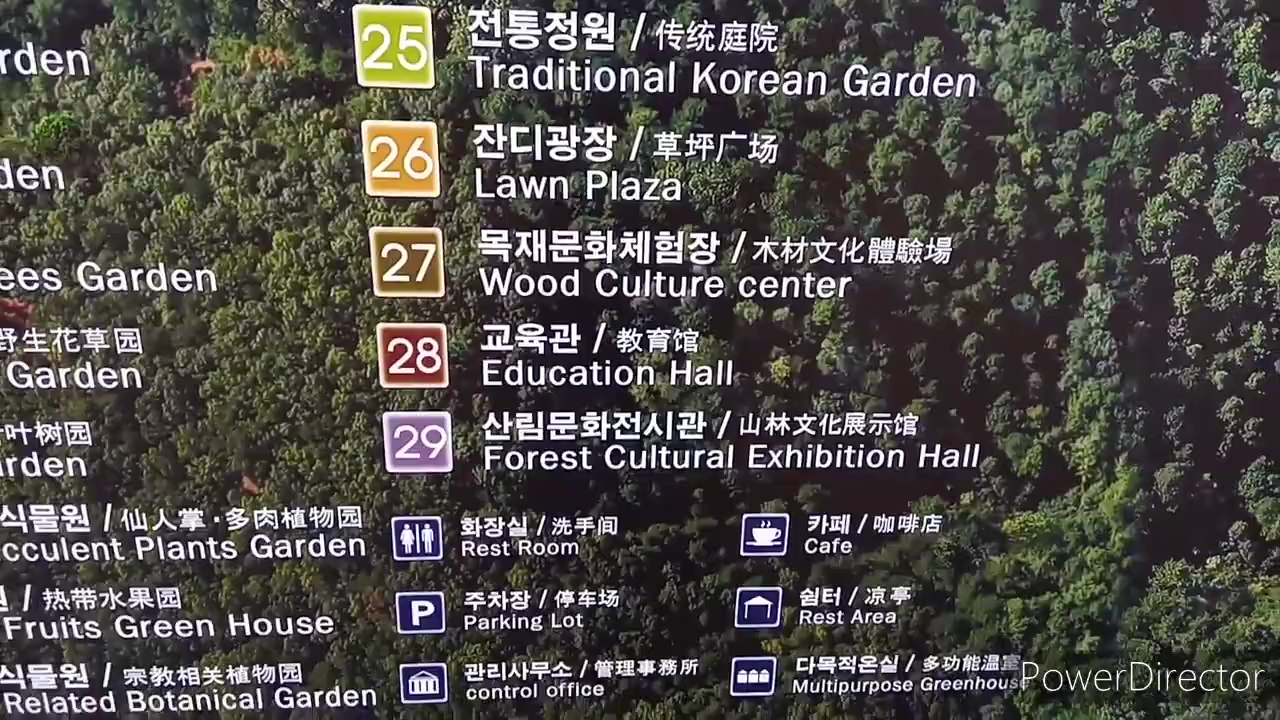 rden
den
ees Garden
野生花草园
Garden
叶树园
arden
식물원 / 仙人掌·多肉植物园
cculent Plants Garden
/ 热带水果园
Fruits Green House
식물원 / 宗教相关植物园
Related Botanical Garden
25 전통정원 / 传统庭院
Traditional Korean Garden
26 잔디광장 / 草坪广场
Lawn Plaza
27 목재문화체험장 / 木材文化體驗場
Wood Culture center
28 교육관 / 教育馆
Education Hall
29 산림문화전시관 / 山林文化展示馆
Forest Cultural Exhibition Hall
화장실 / 洗手间
Rest Room
P 주차장 / 停车场
Parking Lot
관리사무소 / 管理事務所
control office
카페 / 咖啡店
Cafe
쉼터 / 凉亭
Rest Area
다목적온실 / 多功能温室
Multipurpose Greenhouse
PowerDirector